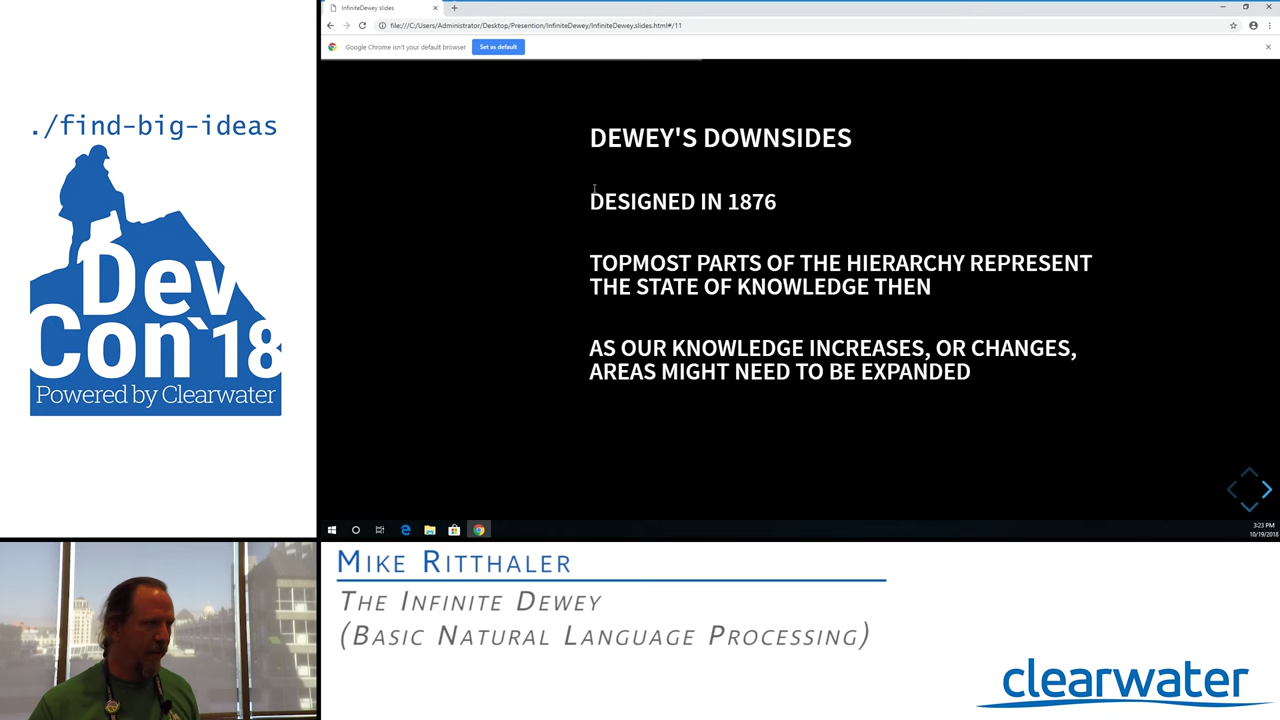 InfiniteDewey slides
file:///C:/Users/Administrator/Desktop/Presention/InfiniteDewey/InfiniteDewey.slides.html#/11
Google Chrome isn't your default browser
Set as default
./find-big-ideas
Dev
Con`18
Powered by Clearwater
DEWEY'S DOWNSIDES
DESIGNED IN 1876
TOPMOST PARTS OF THE HIERARCHY REPRESENT
THE STATE OF KNOWLEDGE THEN
AS OUR KNOWLEDGE INCREASES, OR CHANGES,
AREAS MIGHT NEED TO BE EXPANDED
3:23 PM
10/19/2018
MIKE RITTHALER
THE INFINITE DEWEY
(BASIC NATURAL LANGUAGE PROCESSING)
clearwater